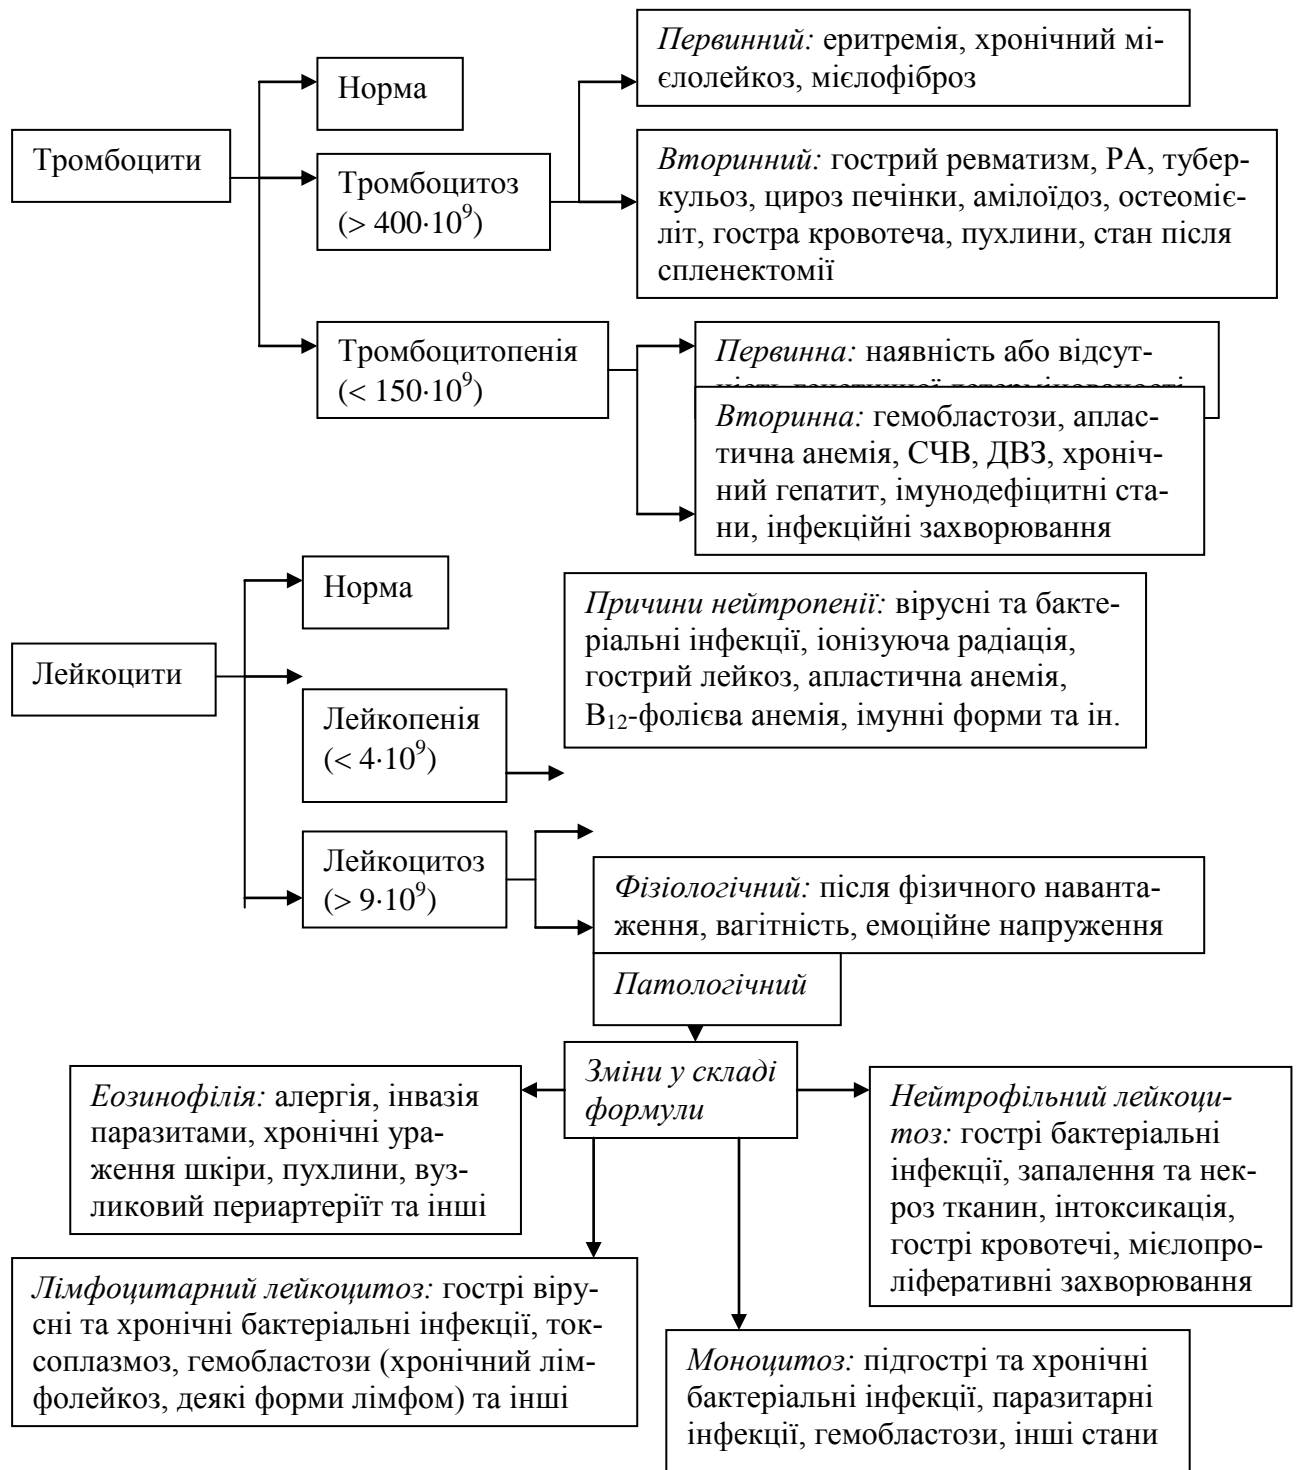 Первинний: еритремія, хронічний мі-
єлолейкоз, мієлофіброз
Норма
Тромбоцити
Тромбоцитоз
(> 400·10⁹)
Вторинний: гострий ревматизм, РА, тубер-
кульоз, цироз печінки, амілоїдоз, остеоміє-
літ, гостра кровотеча, пухлини, стан після
спленектомії
Тромбоцитопенія
(< 150·10⁹)
Первинна: наявність або відсут-
Вторинна: гемобластози, аплас-
тична анемія, СЧВ, ДВЗ, хроніч-
ний гепатит, імунодефіцитні ста-
ни, інфекційні захворювання
Норма
Лейкоцити
Причини нейтропенії: вірусні та бакте-
ріальні інфекції, іонізуюча радіація,
гострий лейкоз, апластична анемія,
В₁₂-фолієва анемія, імунні форми та ін.
Лейкопенія
(< 4·10⁹)
Лейкоцитоз
(> 9·10⁹)
Фізіологічний: після фізичного наванта-
ження, вагітність, емоційне напруження
Патологічний
Зміни у складі
формули
Еозинофілія: алергія, інвазія
паразитами, хронічні ура-
ження шкіри, пухлини, вуз-
ликовий периартеріїт та інші
Нейтрофільний лейкоци-
тоз: гострі бактеріальні
інфекції, запалення та нек-
роз тканин, інтоксикація,
гострі кровотечі, мієлопро-
ліферативні захворювання
Лімфоцитарний лейкоцитоз: гострі віру-
сні та хронічні бактеріальні інфекції, ток-
соплазмоз, гемобластози (хронічний лім-
фолейкоз, деякі форми лімфом) та інші
Моноцитоз: підгострі та хронічні
бактеріальні інфекції, паразитарні
інфекції, гемобластози, інші стани